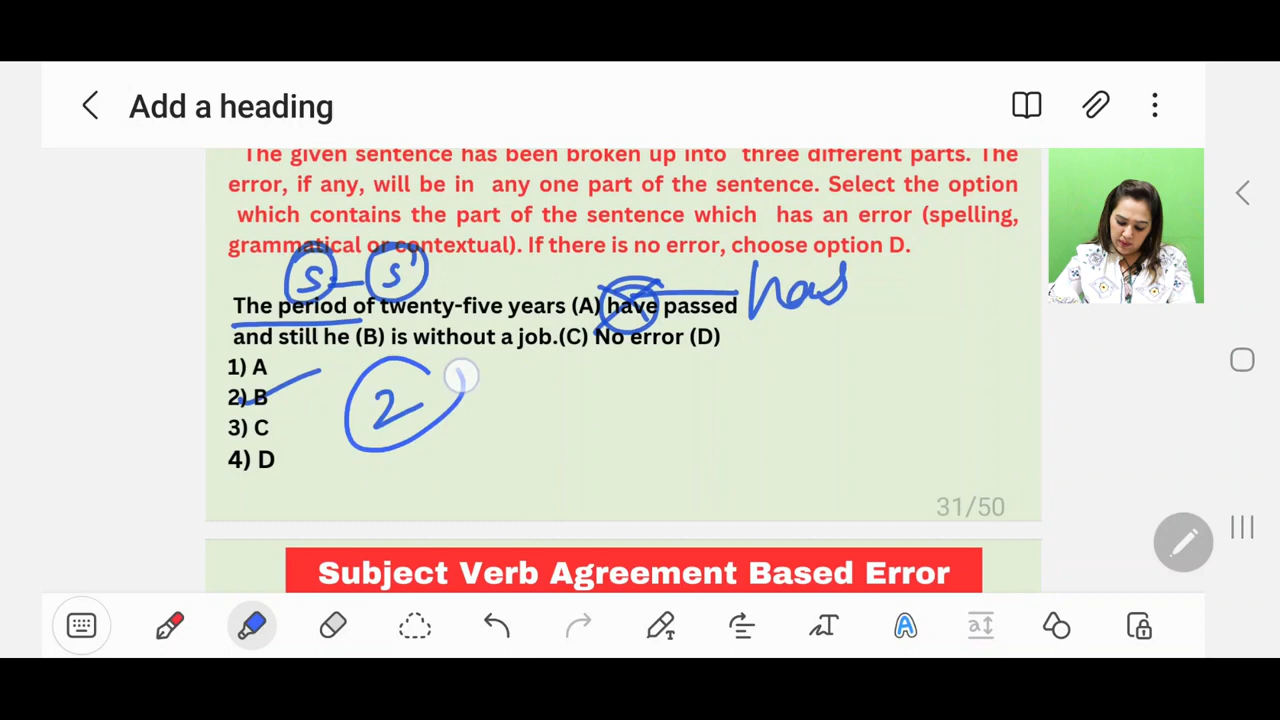 Add a heading
The given sentence has been broken up into three different parts. The
error, if any, will be in any one part of the sentence. Select the option
which contains the part of the sentence which has an error (spelling,
grammatical or contextual). If there is no error, choose option D.
S - S'
The period of twenty-five years (A) have passed has
and still he (B) is without a job.(C) No error (D)
1) A
2) B
3) C
4) D
2
31/50
Subject Verb Agreement Based Error